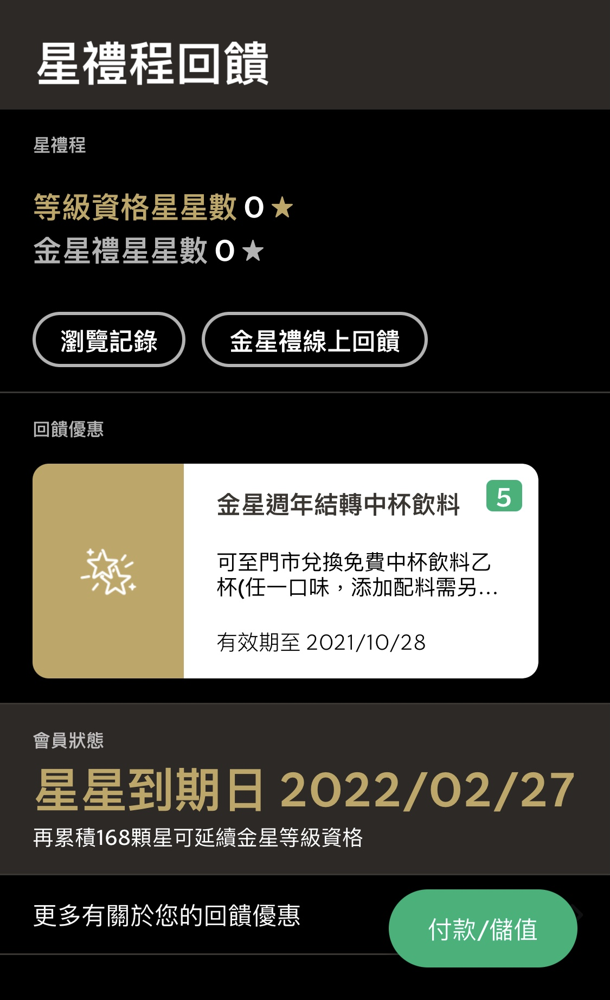 星禮程回饋
星禮程
等級資格星星數 0 ★
金星禮星星數 0 ★
瀏覽記錄
金星禮線上回饋
回饋優惠
金星週年結轉中杯飲料
5
可至門市兌換免費中杯飲料乙
杯(任一口味，添加配料需另...
有效期至 2021/10/28
會員狀態
星星到期日 2022/02/27
再累積168顆星可延續金星等級資格
更多有關於您的回饋優惠
付款/儲值